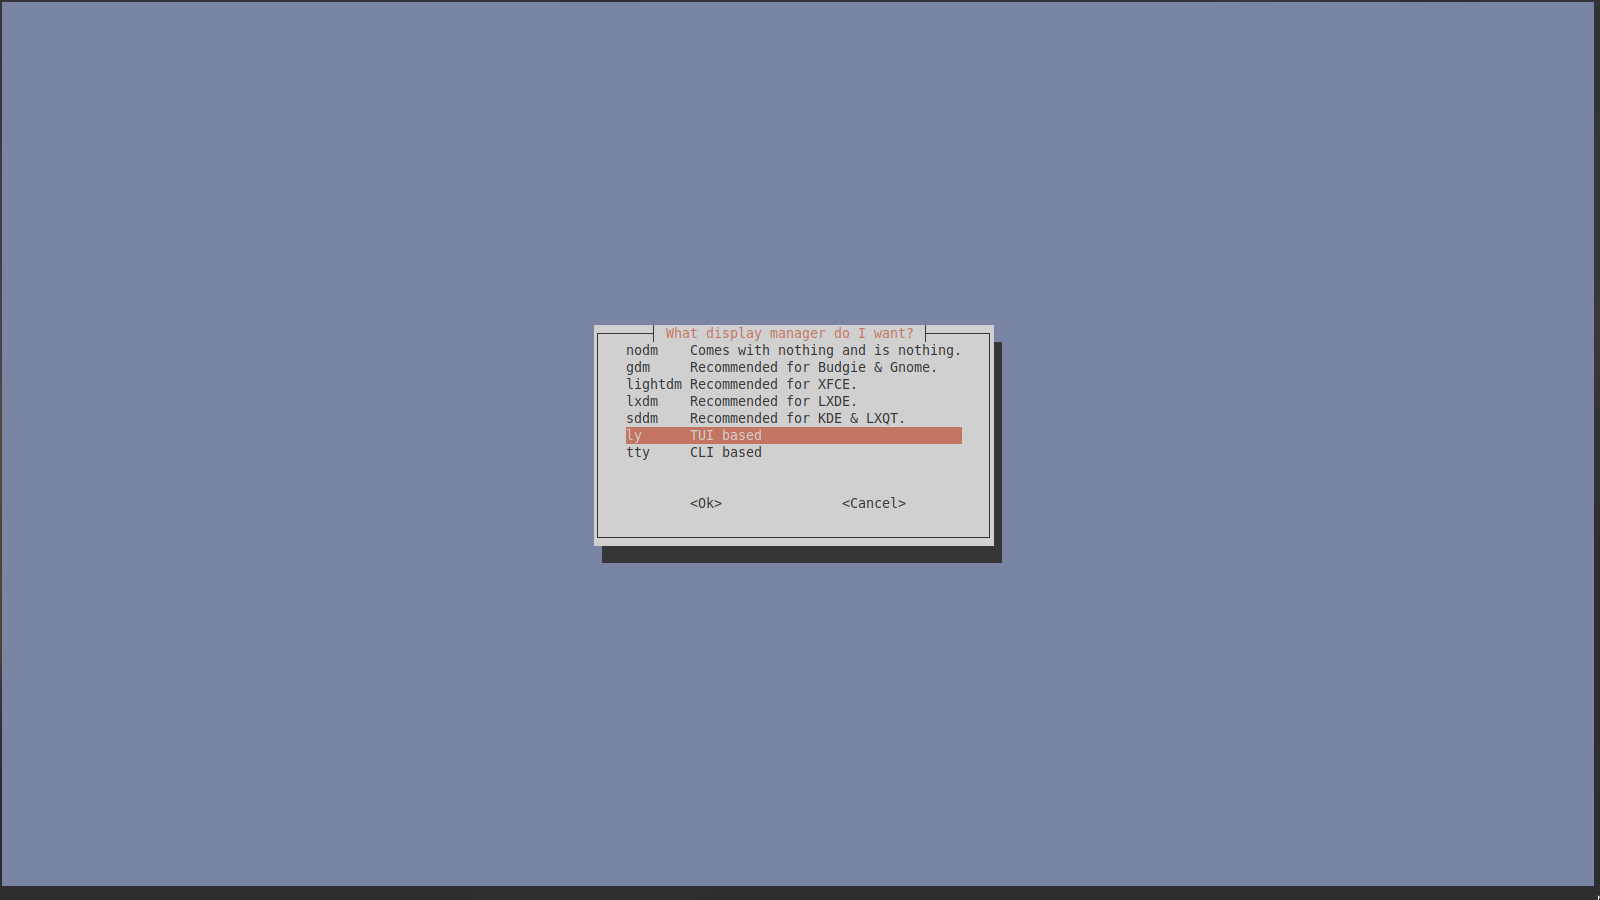 What display manager do I want?
nodm Comes with nothing and is nothing.
gdm Recommended for Budgie & Gnome.
lightdm Recommended for XFCE.
lxdm Recommended for LXDE.
sddm Recommended for KDE & LXQT.
ly TUI based
tty CLI based
<Ok> <Cancel>